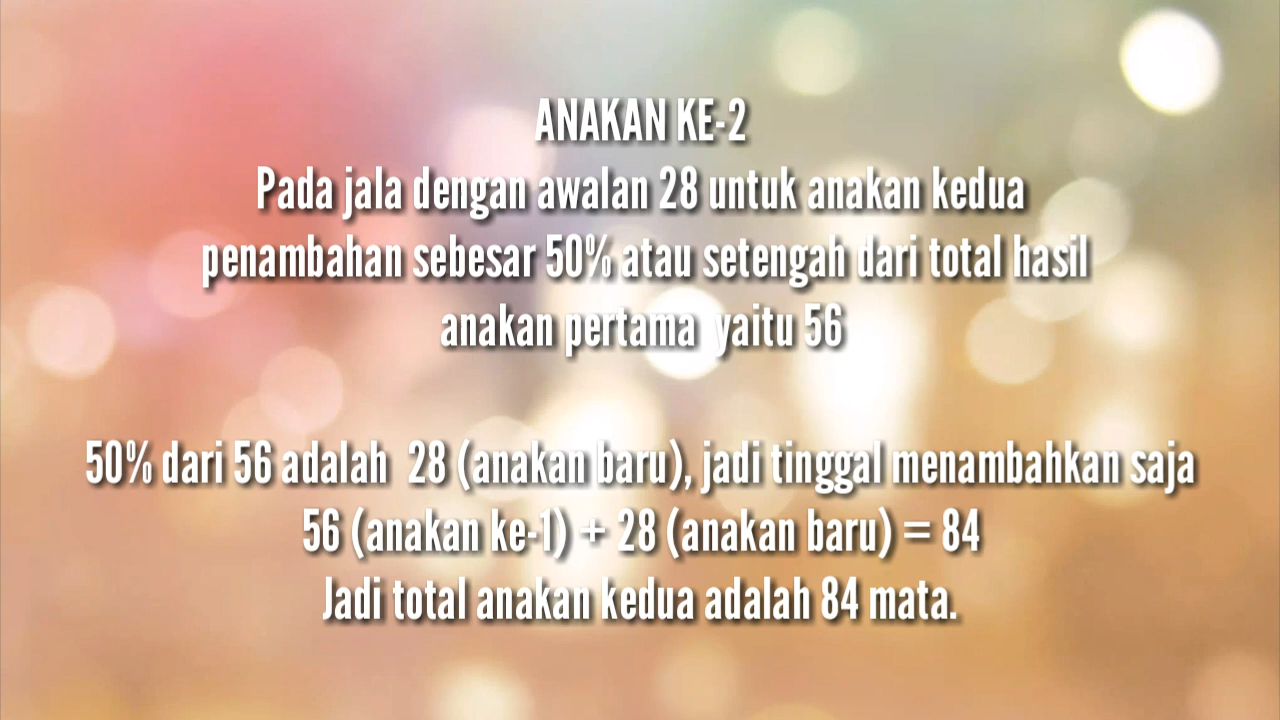 ANAKAN KE-2
Pada jala dengan awalan 28 untuk anakan kedua
penambahan sebesar 50% atau setengah dari total hasil
anakan pertama yaitu 56
50% dari 56 adalah 28 (anakan baru), jadi tinggal menambahkan saja
56 (anakan ke-1) + 28 (anakan baru) = 84
Jadi total anakan kedua adalah 84 mata.